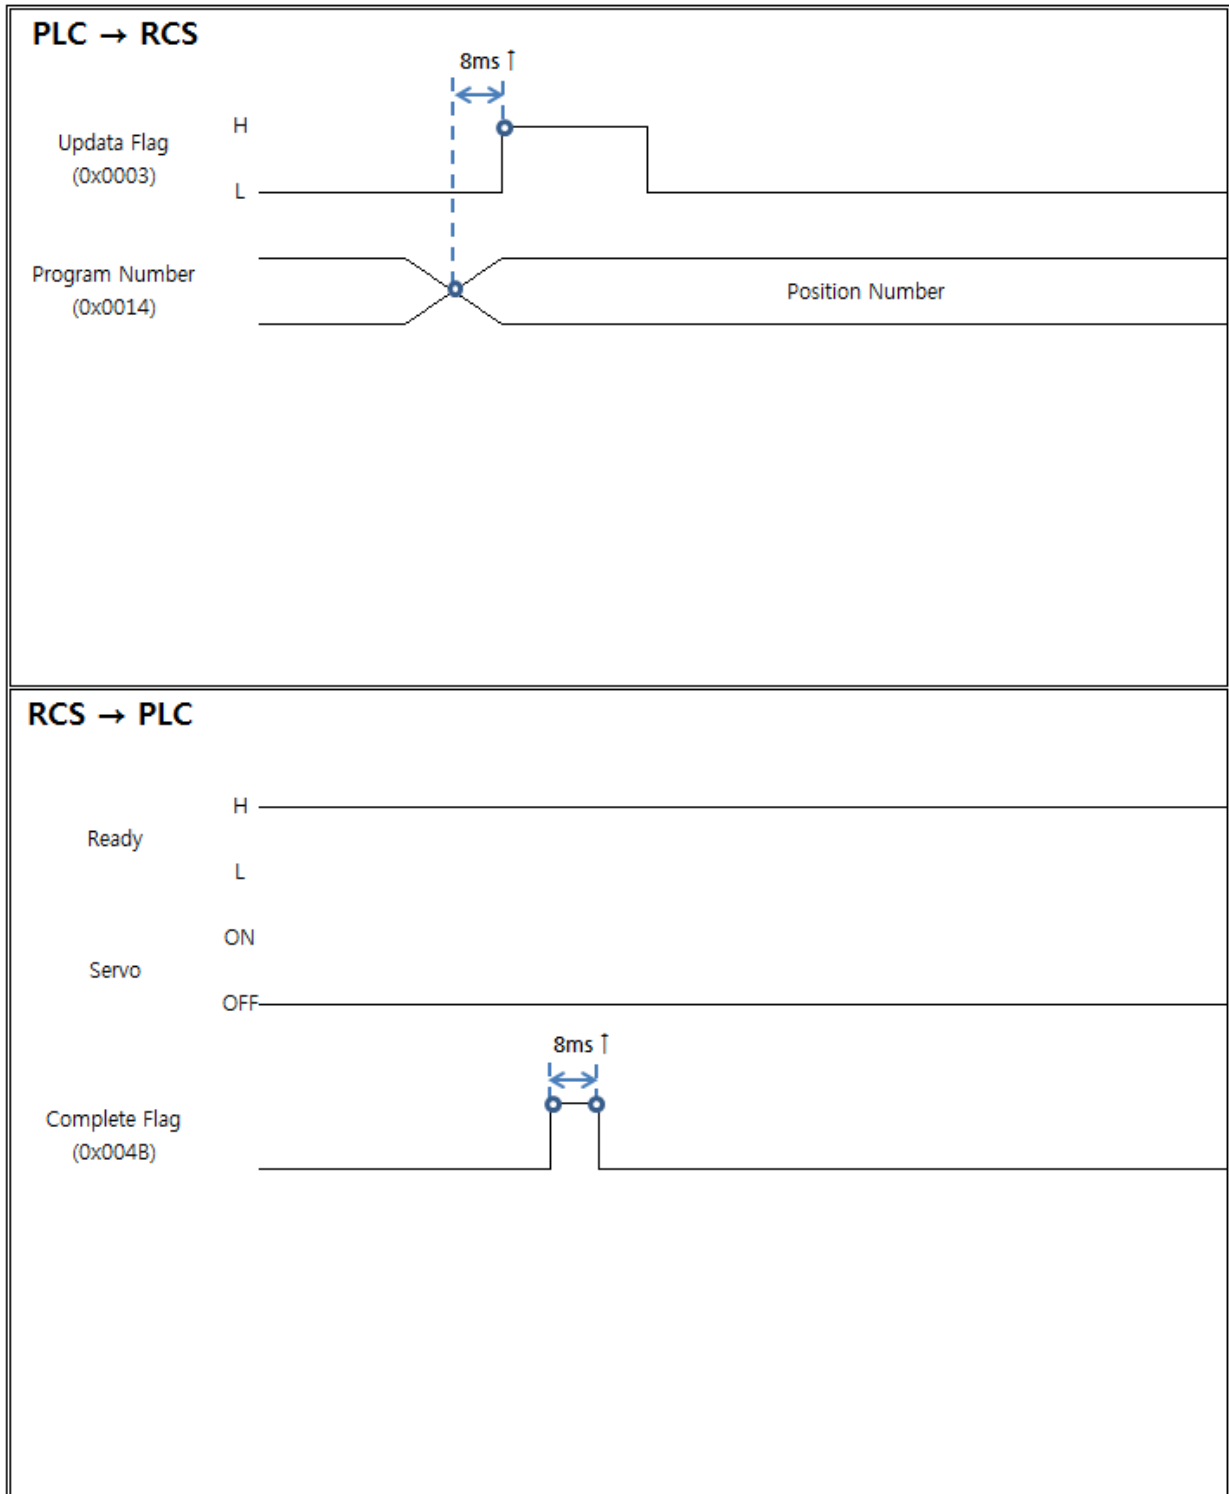 PLC → RCS
8ms↑
Updata Flag
(0x0003)
H
L
Program Number
(0x0014)
Position Number
RCS → PLC
Ready
H
L
Servo
ON
OFF
8ms↑
Complete Flag
(0x004B)